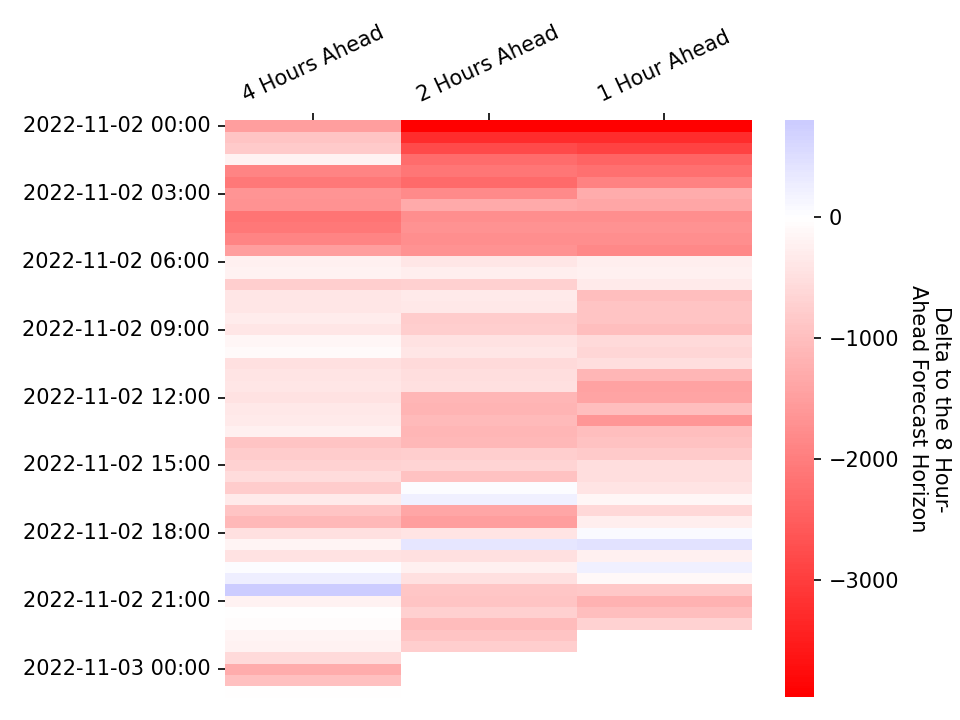 4 Hours Ahead
2 Hours Ahead
1 Hour Ahead
2022-11-02 00:00
2022-11-02 03:00
2022-11-02 06:00
2022-11-02 09:00
2022-11-02 12:00
2022-11-02 15:00
2022-11-02 18:00
2022-11-02 21:00
2022-11-03 00:00
0
−1000
−2000
−3000
Delta to the 8 Hour-
Ahead Forecast Horizon